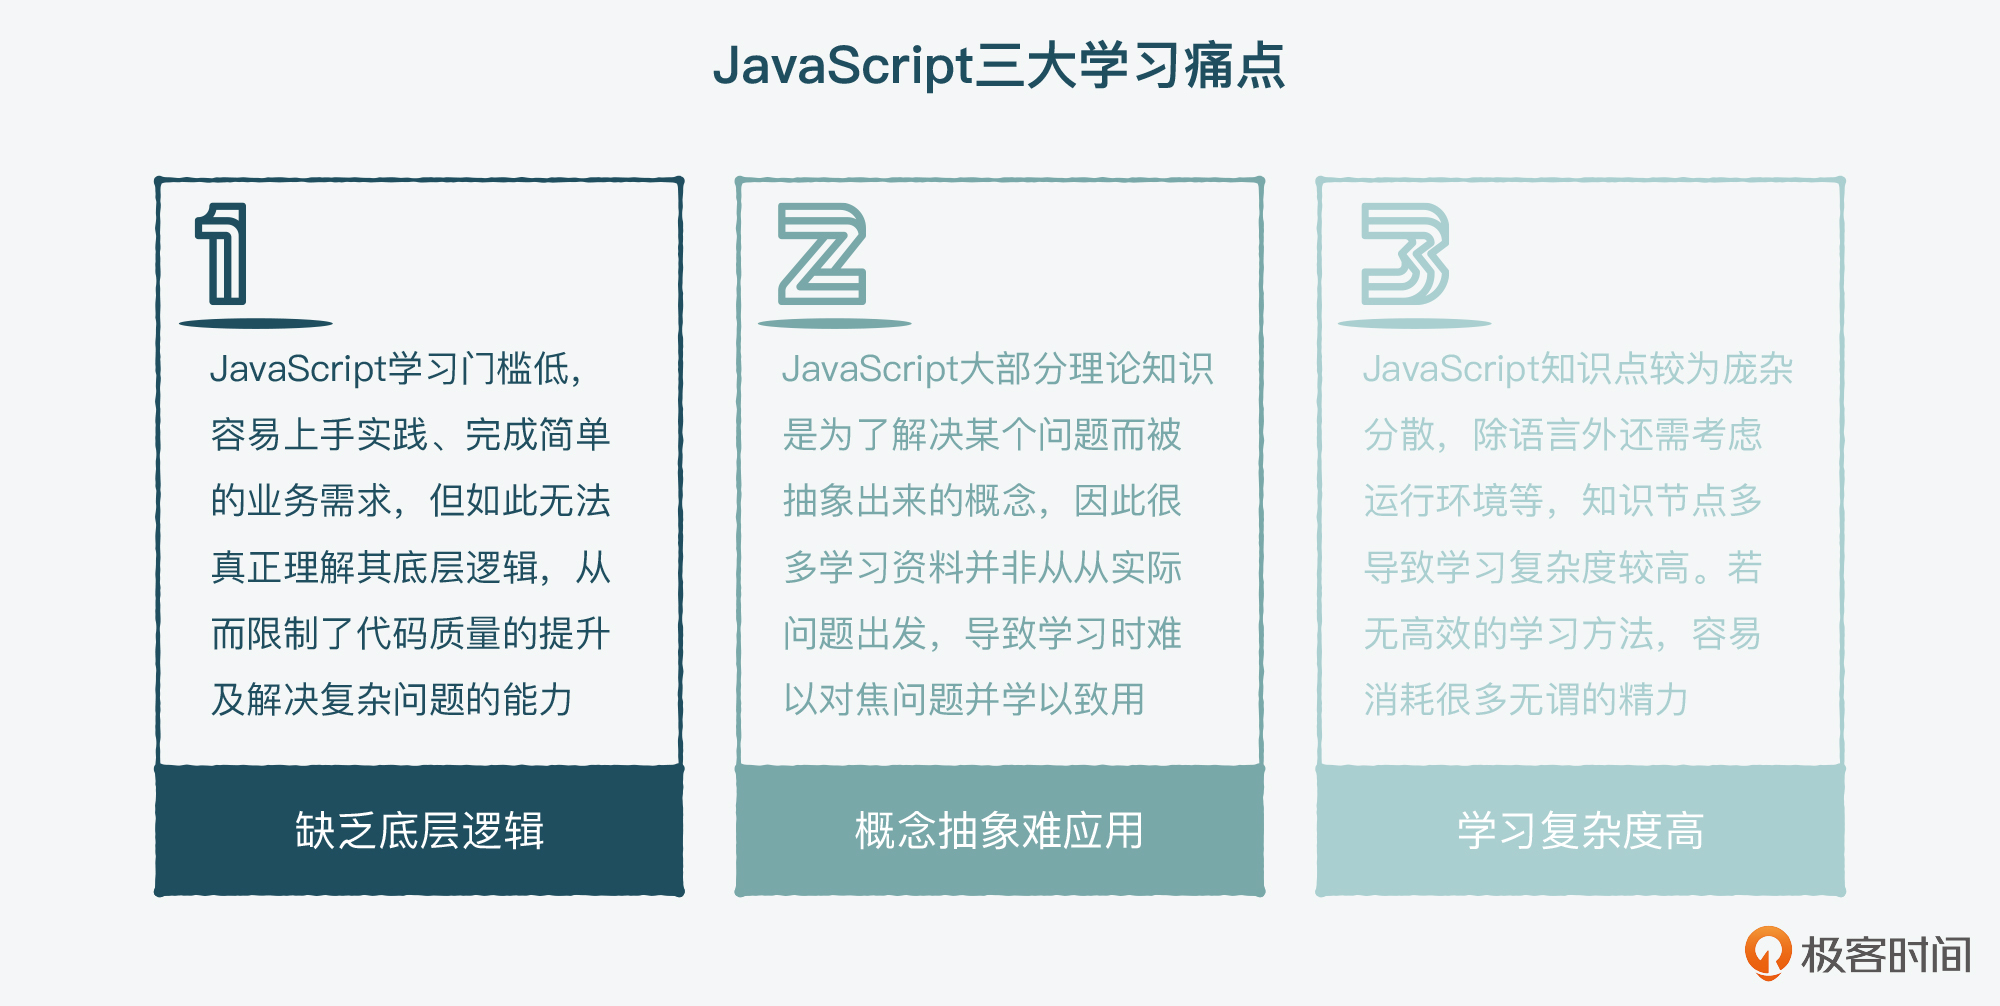 JavaScript三大学习痛点
1
JavaScript学习门槛低，
容易上手实践、完成简单
的业务需求，但如此无法
真正理解其底层逻辑，从
而限制了代码质量的提升
及解决复杂问题的能力
缺乏底层逻辑
2
JavaScript大部分理论知识
是为了解决某个问题而被
抽象出来的概念，因此很
多学习资料并非从从实际
问题出发，导致学习时难
以对焦问题并学以致用
概念抽象难应用
3
JavaScript知识点较为庞杂
分散，除语言外还需考虑
运行环境等，知识节点多
导致学习复杂度较高。若
无高效的学习方法，容易
消耗很多无谓的精力
学习复杂度高
极客时间